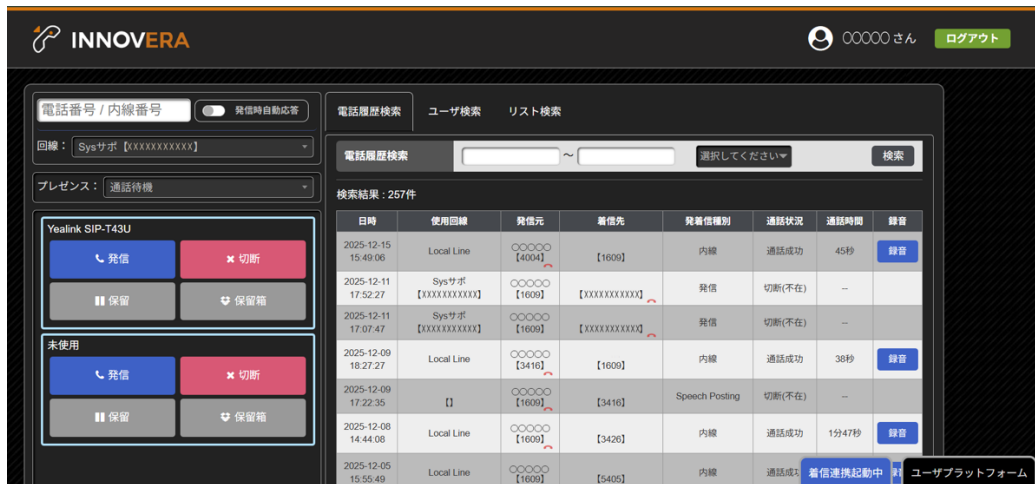 INNOVERA
○○○○○さん
ログアウト
電話番号 / 内線番号
発信時自動応答
回線：
Sysサポ【XXXXXXXXXXX】
プレゼンス：
通話待機
Yealink SIP-T43U
発信
切断
保留
保留箱
未使用
発信
切断
保留
保留箱
電話履歴検索 ユーザ検索 リスト検索
電話履歴検索 ～ 選択してください 検索
検索結果 : 257件
日時 使用回線 発信元 着信先 発着信種別 通話状況 通話時間 録音
2025-12-15 Local Line ○○○○○ 内線 通話成功 45秒 録音
15:49:06 【4004】 【1609】
2025-12-11 Sysサポ ○○○○○ 発信 切断(不在) --
17:52:27 【XXXXXXXXXXX】 【1609】 【XXXXXXXXXXX】
2025-12-11 Sysサポ ○○○○○ 発信 切断(不在) --
17:07:47 【XXXXXXXXXXX】 【1609】 【XXXXXXXXXXX】
2025-12-09 Local Line ○○○○○ 内線 通話成功 38秒 録音
18:27:27 【3416】 【1609】
2025-12-09 ○○○○○ Speech Posting 切断(不在) --
17:22:35 【】 【1609】 【3416】
2025-12-08 Local Line ○○○○○ 内線 通話成功 1分47秒 録音
14:44:08 【1609】 【3426】
2025-12-05 Local Line ○○○○○ 内線
15:55:49 【1609】 【5405】
着信連携起動中
ユーザプラットフォーム